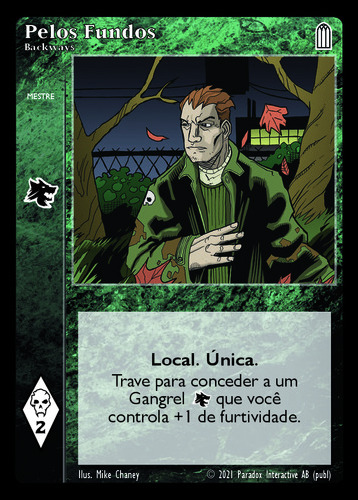 Pelos Fundos
Backways
MESTRE
Local. Única.
Trave para conceder a um
Gangrel que você
controla +1 de furtividade.
2
Ilus. Mike Chaney
© 2021 Paradox Interactive AB (publ)